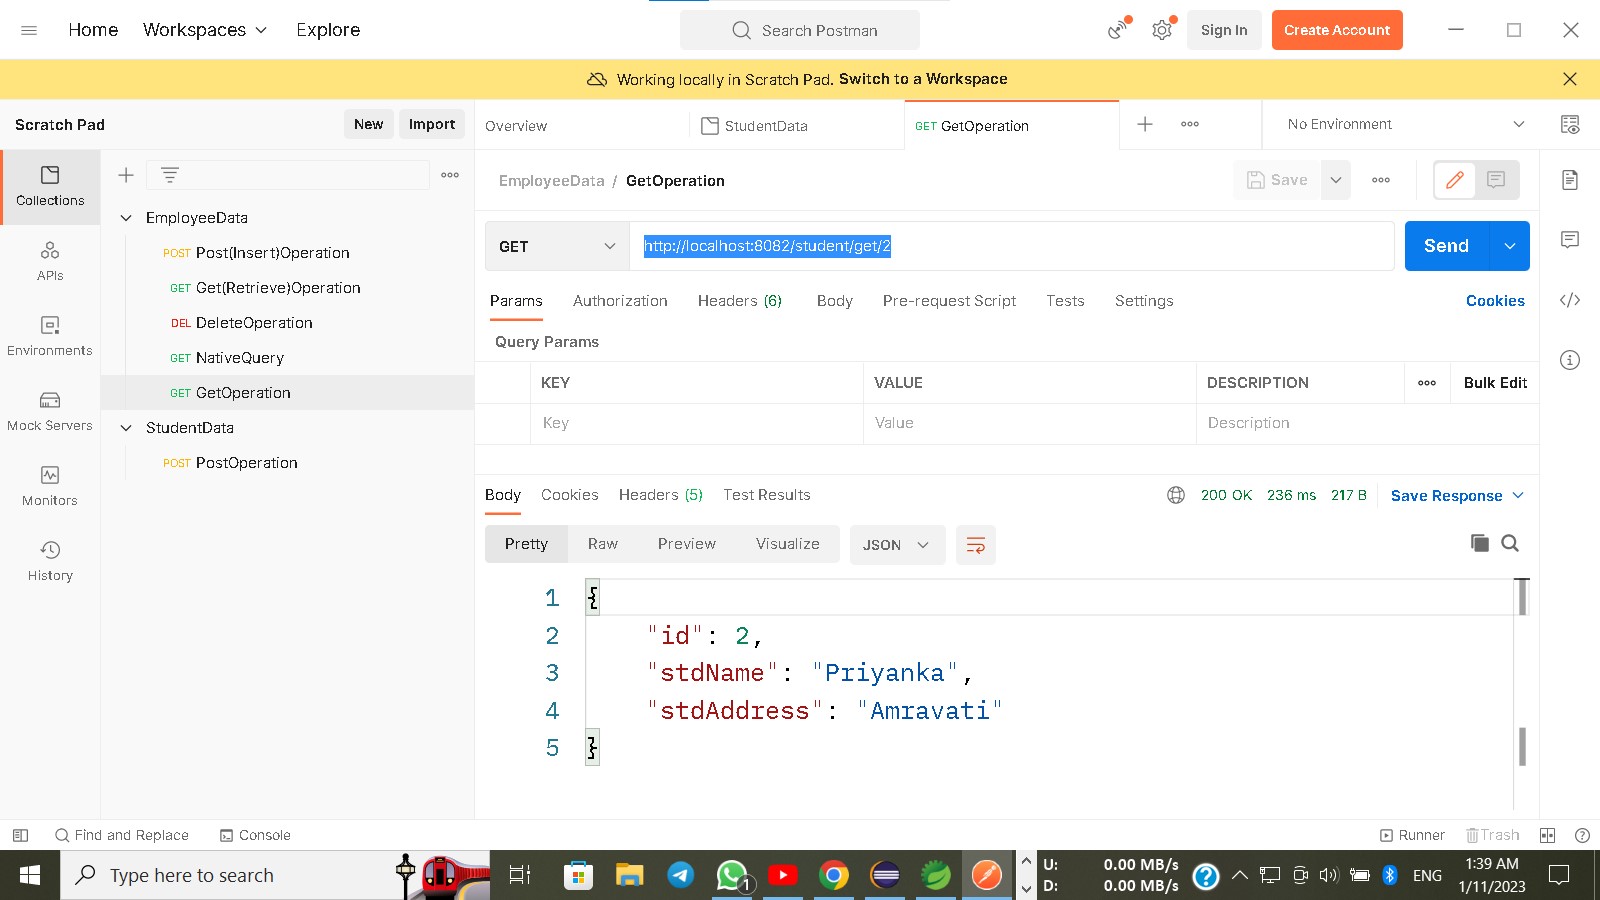 Home Workspaces Explore Search Postman Sign In Create Account
Working locally in Scratch Pad. Switch to a Workspace
Scratch Pad New Import Overview StudentData GET GetOperation No Environment
Collections
APIs
Environments
Mock Servers
Monitors
History
EmployeeData
POST Post(Insert)Operation
GET Get(Retrieve)Operation
DEL DeleteOperation
GET NativeQuery
GET GetOperation
StudentData
POST PostOperation
EmployeeData / GetOperation Save
GET http://localhost:8082/student/get/2 Send
Params Authorization Headers (6) Body Pre-request Script Tests Settings Cookies
Query Params
KEY VALUE DESCRIPTION Bulk Edit
Key Value Description
Body Cookies Headers (5) Test Results 200 OK 236 ms 217 B Save Response
Pretty Raw Preview Visualize JSON
1 {
2 "id": 2,
3 "stdName": "Priyanka",
4 "stdAddress": "Amravati"
5 }
Find and Replace Console Runner Trash
Type here to search 1 U: 0.00 MB/s ENG 1:39 AM
D: 0.00 MB/s 1/11/2023